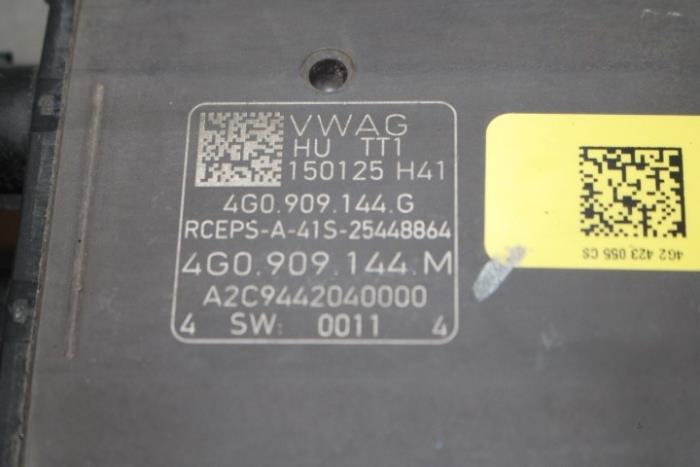 VWAG
HU TT1
150125 H41
4G0.909.144.G
RCEPS-A-41S-25448864
4G0.909.144.M
A2C9442040000
4 SW: 0011 4
4G2 423 055 CS